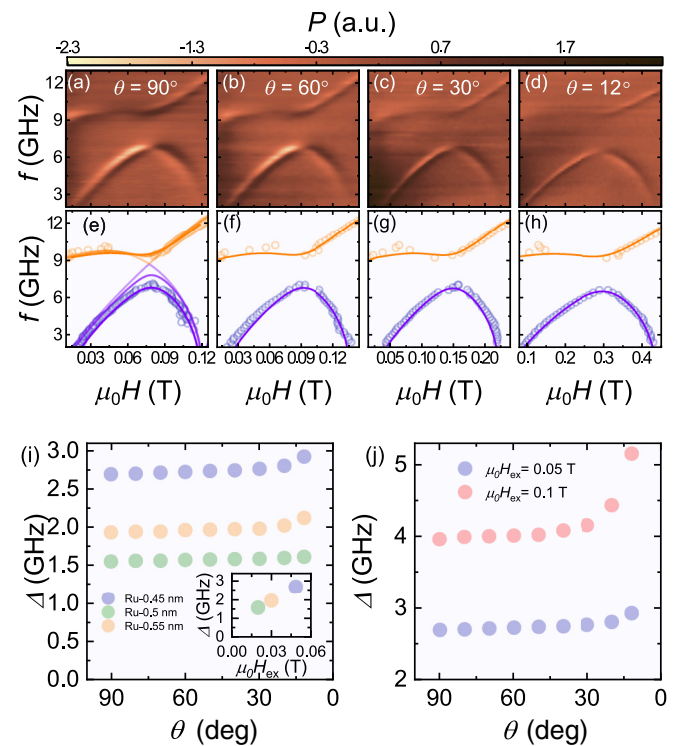 P (a.u.)
-2.3 -1.3 -0.3 0.7 1.7
(a) θ = 90° (b) θ = 60° (c) θ = 30° (d) θ = 12°
12
9
6
3
f (GHz)
(e) (f) (g) (h)
12
9
6
3
f (GHz)
0.03 0.06 0.09 0.12 0.03 0.06 0.09 0.12 0.05 0.10 0.15 0.20 0.1 0.2 0.3 0.4
μ₀H (T) μ₀H (T) μ₀H (T) μ₀H (T)
(i)
3.0
2.5
2.0
1.5
1.0
0.5
0.0
Δ (GHz)
Ru-0.45 nm
Ru-0.5 nm
Ru-0.55 nm
Δ (GHz)
3
2
1
0
0.00 0.03 0.06
μ₀Hₑₓ (T)
90 60 30 0
θ (deg)
(j)
5
4
3
2
Δ (GHz)
μ₀Hₑₓ= 0.05 T
μ₀Hₑₓ= 0.1 T
90 60 30 0
θ (deg)